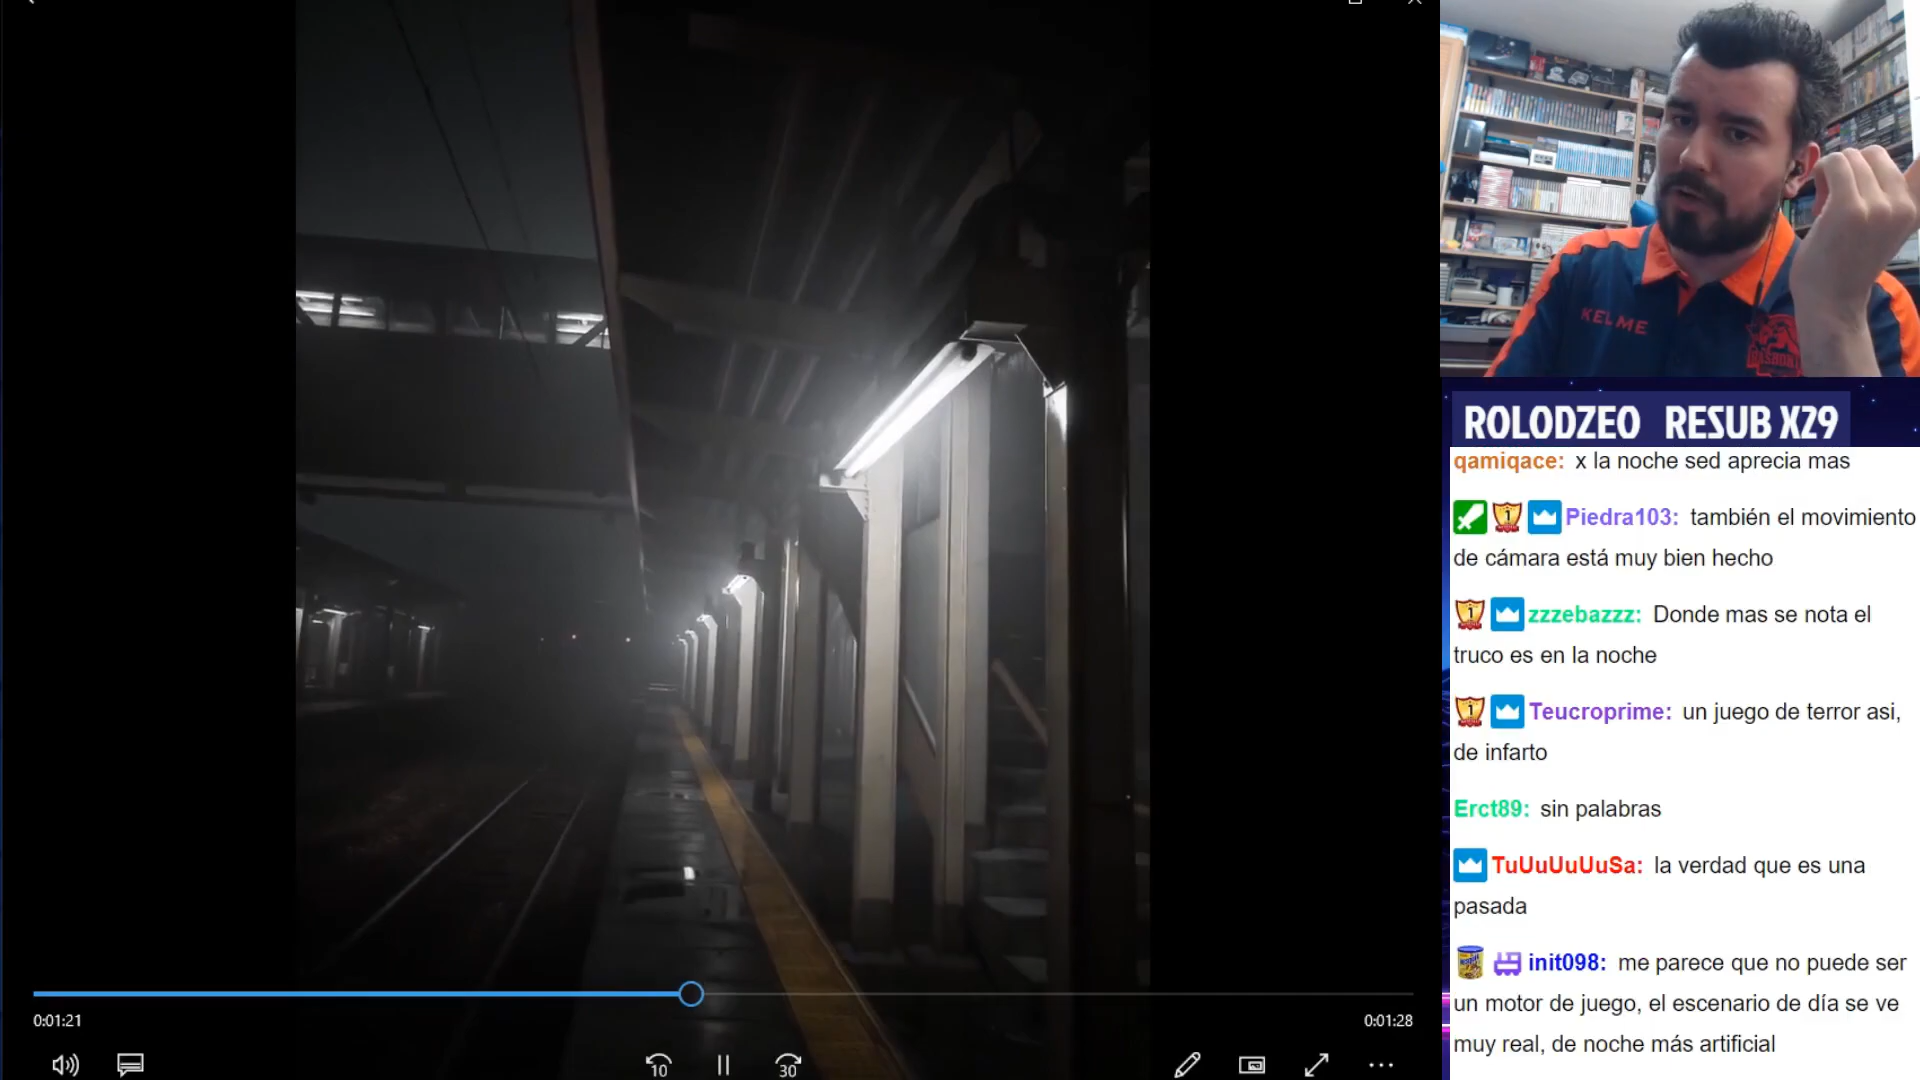 KELME
ROLODZEO RESUB X29
qamiqace: x la noche sed aprecia mas
Piedra103: también el movimiento
de cámara está muy bien hecho
zzzebazzz: Donde mas se nota el
truco es en la noche
Teucroprime: un juego de terror asi,
de infarto
Erct89: sin palabras
TuUuUuUuSa: la verdad que es una
pasada
init098: me parece que no puede ser
un motor de juego, el escenario de día se ve
muy real, de noche más artificial
0:01:21
0:01:28
10
30